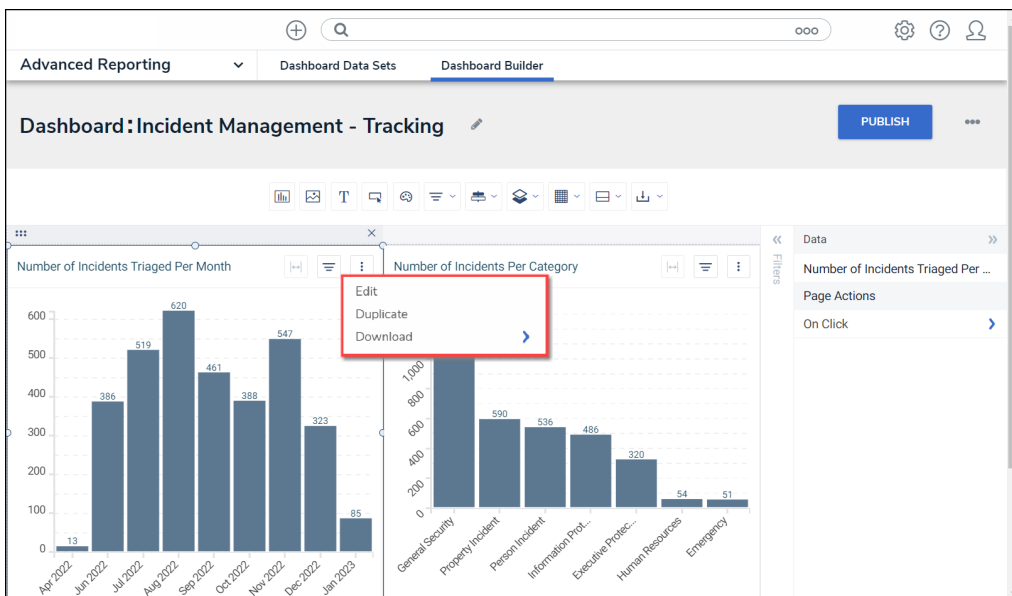 Advanced Reporting
Dashboard Data Sets
Dashboard Builder
Dashboard:Incident Management - Tracking
PUBLISH
T
Number of Incidents Triaged Per Month
Number of Incidents Per Category
Edit
Duplicate
Download
600
500
400
300
200
100
0
13
386
519
620
461
388
547
323
85
Apr 2022
Jun 2022
Jul 2022
Aug 2022
Sep 2022
Oct 2022
Nov 2022
Dec 2022
Jan 2023
1,000
800
600
400
200
0
590
536
486
320
54
51
General Security
Property Incident
Person Incident
Information Prot...
Executive Protec...
Human Resources
Emergency
Filters
Data
Number of Incidents Triaged Per ...
Page Actions
On Click